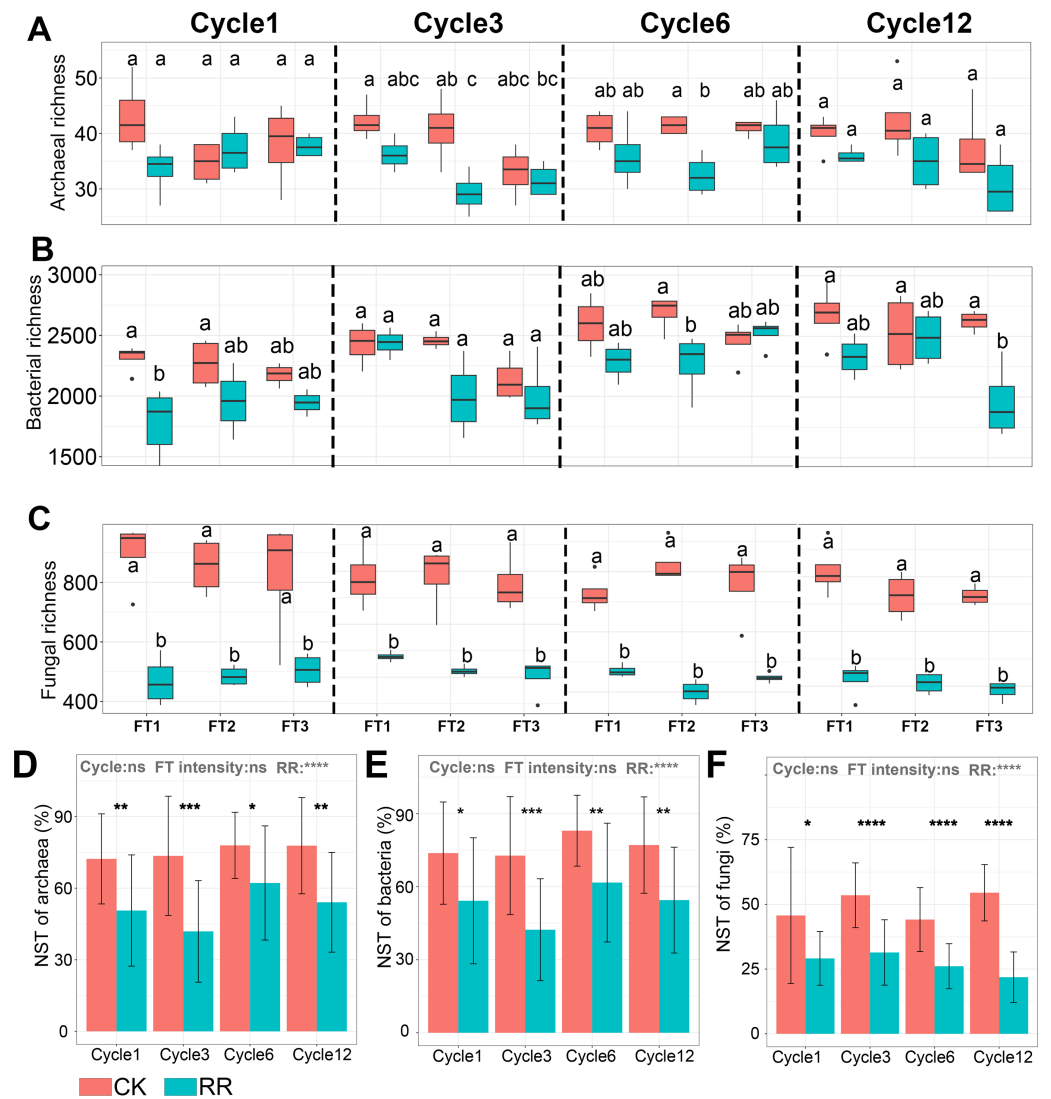 Cycle1 Cycle3 Cycle6 Cycle12
A
Archaeal richness
50
40
30
a a a a a a
a abc ab c abc bc
ab ab a b ab ab
a a a a a a
B
Bacterial richness
3000
2500
2000
1500
a b a ab ab ab
a a a a a a
ab ab a b ab ab
a ab a ab a b
C
Fungal richness
800
600
400
a b a b a b
a b a b a b
a b a b a b
a b a b a b
FT1 FT2 FT3 FT1 FT2 FT3 FT1 FT2 FT3 FT1 FT2 FT3
D
Cycle:ns FT intensity:ns RR:****
NST of archaea (%)
** *** * **
90
60
30
0
Cycle1 Cycle3 Cycle6 Cycle12
E
Cycle:ns FT intensity:ns RR:****
NST of bacteria (%)
* *** ** **
90
60
30
0
Cycle1 Cycle3 Cycle6 Cycle12
F
Cycle:ns FT intensity:ns RR:****
NST of fungi (%)
* **** **** ****
75
50
25
0
Cycle1 Cycle3 Cycle6 Cycle12
CK RR